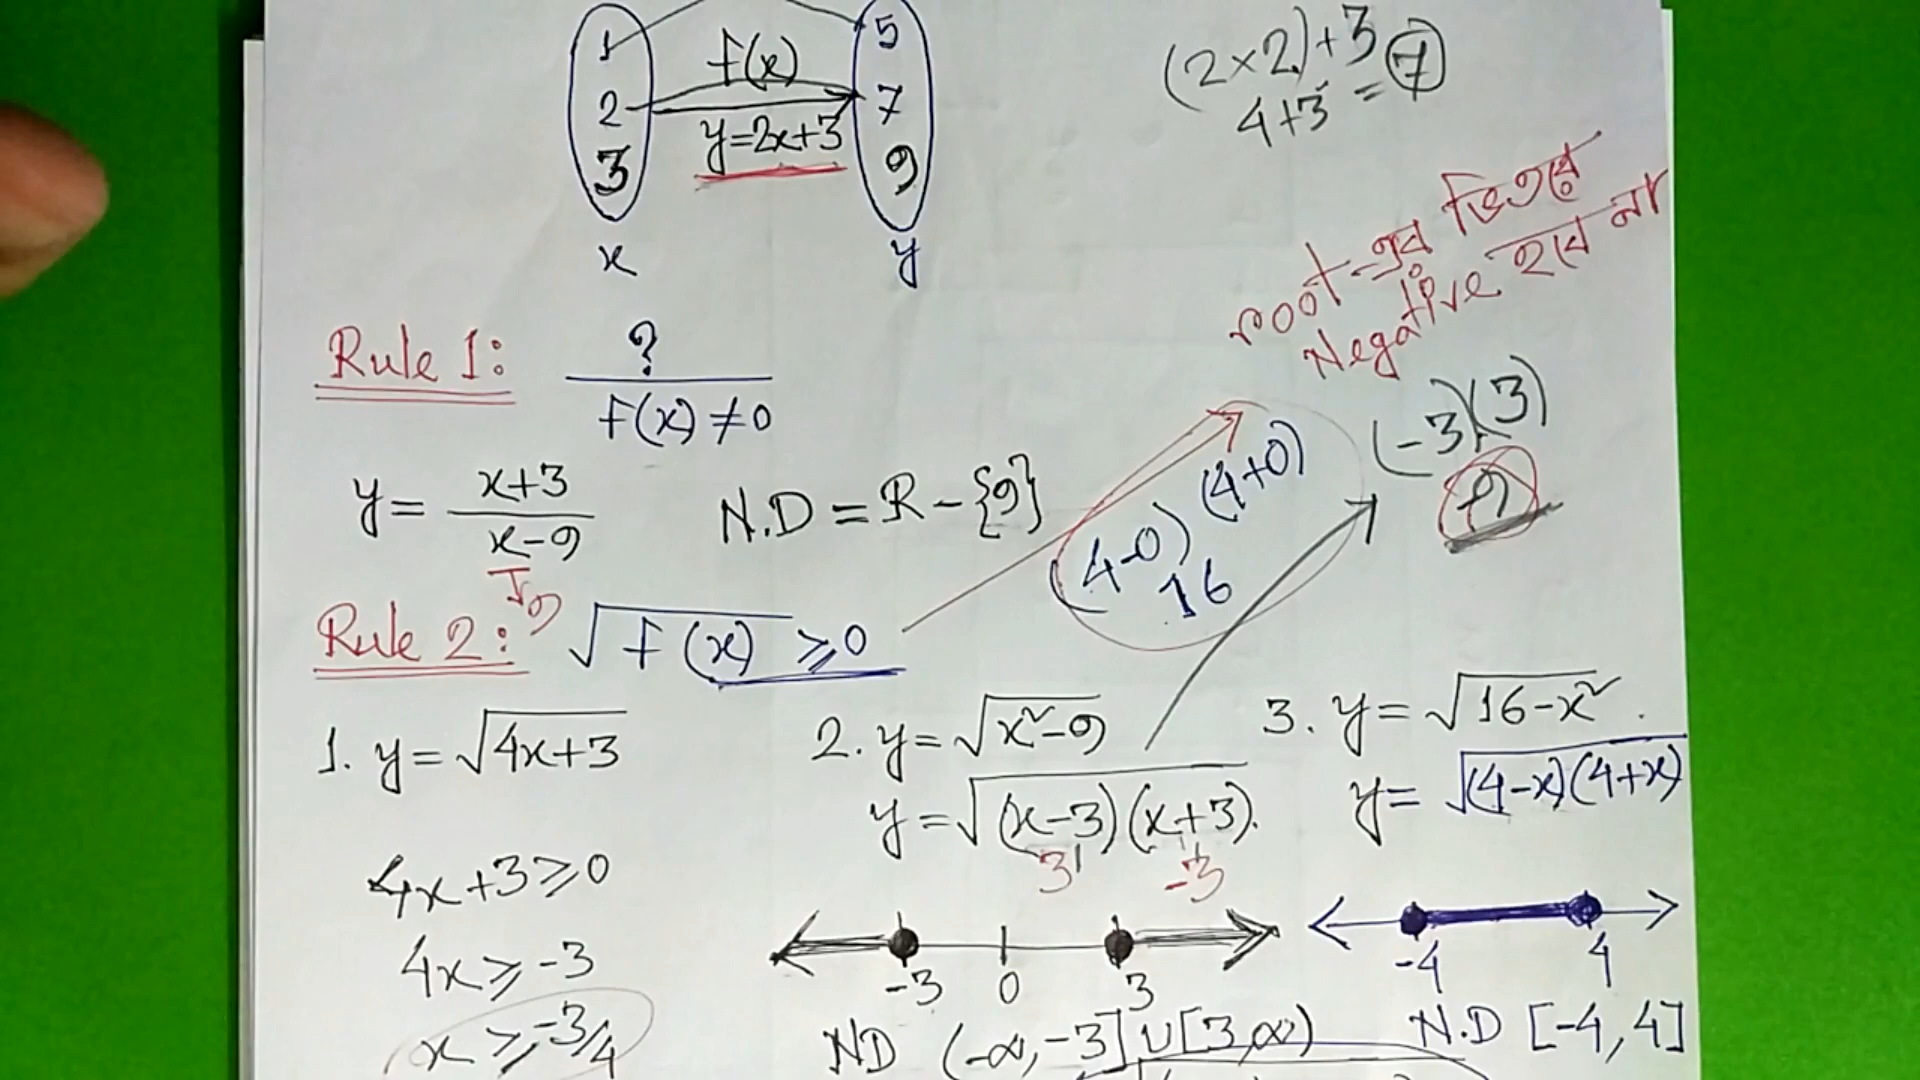 1 5
f(x)
2 7
y=2x+3
3 9
x y
(2×2)+3
4+3 = 7
root-এর ভিতরে
Negative হবে না
Rule 1: ?
f(x) ≠ 0
y = x+3
x-9
9
N.D = R - {9}
(4-0) (4+0)
16
(-3)(3)
-9
Rule 2: √f(x) ≥ 0
1. y = √4x+3
4x+3 ≥ 0
4x ≥ -3
x ≥ -3/4
2. y = √x²-9
y = √(x-3)(x+3).
3 -3
-3 0 3
ND (-∞,-3] ∪ [3,∞)
3. y = √16-x².
y = √(4-x)(4+x)
-4 4
N.D [-4,4]